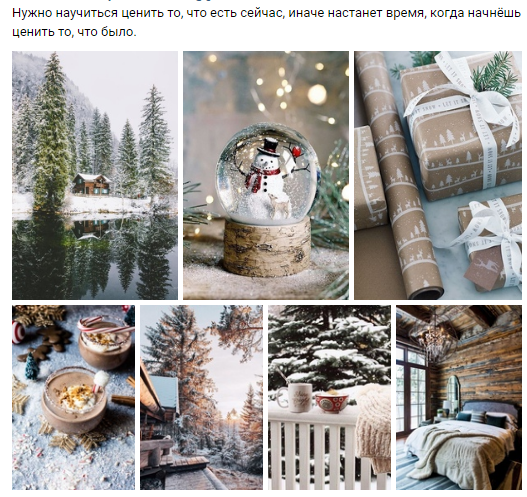 Нужно научиться ценить то, что есть сейчас, иначе настанет время, когда начнёшь
ценить то, что было.